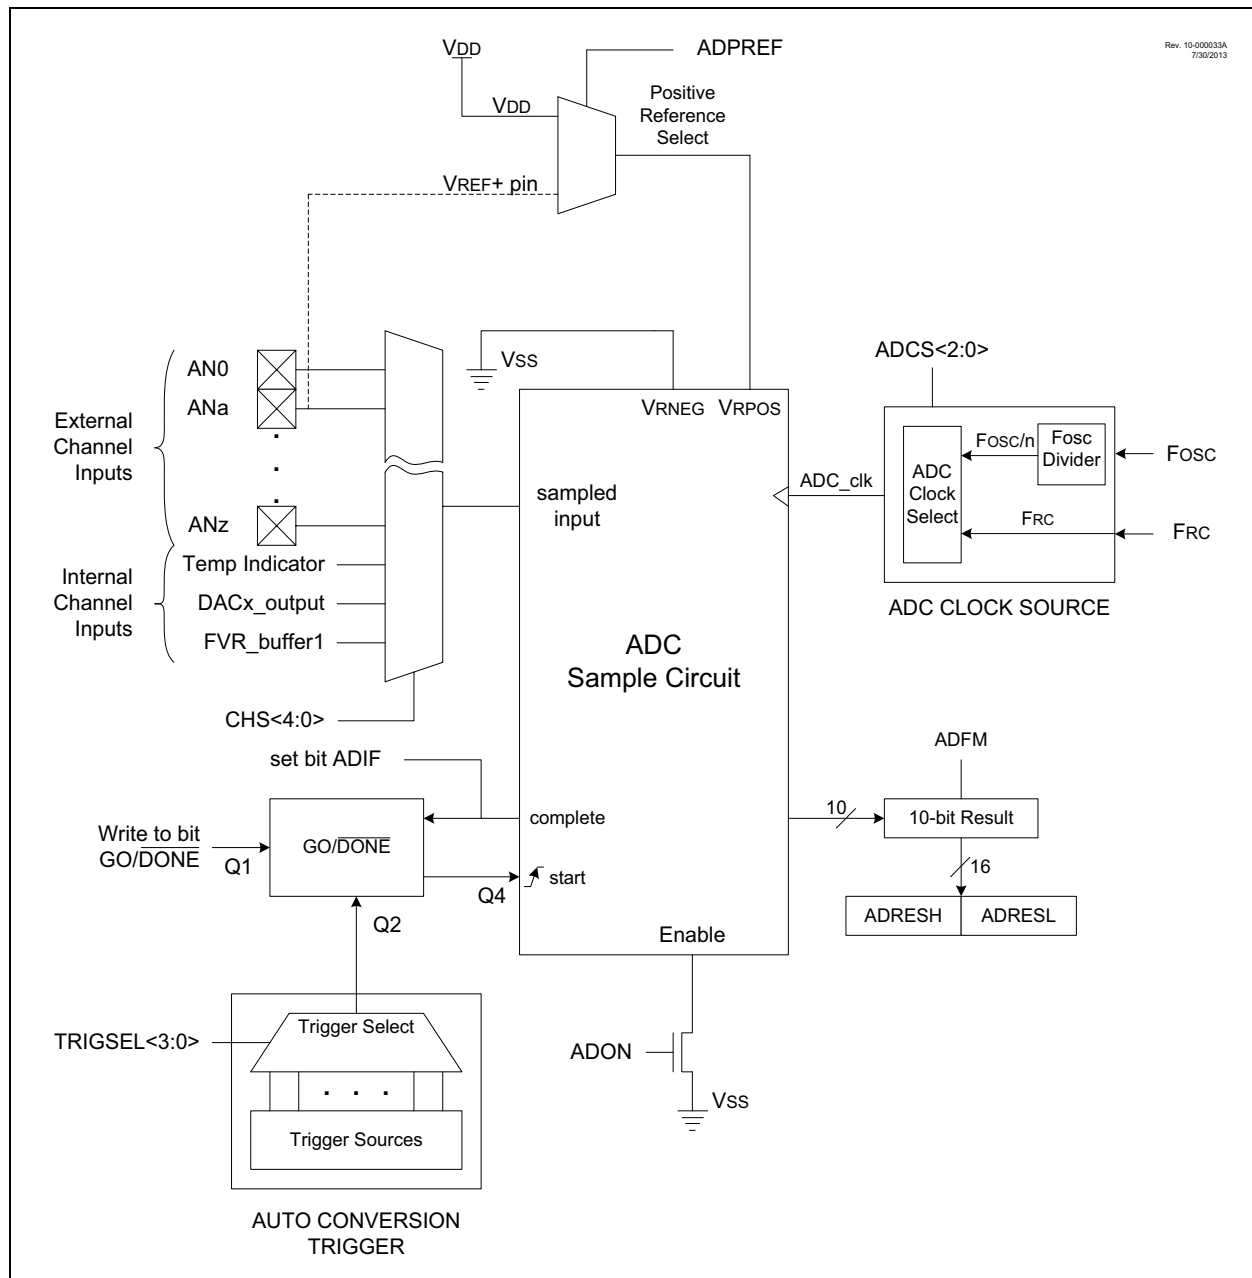 VDD
ADPREF
Rev. 10-000033A
7/30/2013
VDD
Positive
Reference
Select
VREF+ pin
VSS
ADCS<2:0>
External
Channel
Inputs
AN0
ANa
.
.
.
ANz
VRNEG
VRPOS
FOSC/n
Fosc
Divider
FOSC
ADC
Clock
Select
ADC_clk
FRC
FRC
ADC CLOCK SOURCE
sampled
input
Internal
Channel
Inputs
Temp Indicator
DACx_output
FVR_buffer1
ADC
Sample Circuit
CHS<4:0>
set bit ADIF
complete
Write to bit
GO/DONE
Q1
GO/DONE
Q4
start
Q2
ADFM
10
10-bit Result
16
ADRESH
ADRESL
Enable
TRIGSEL<3:0>
Trigger Select
. . .
Trigger Sources
AUTO CONVERSION
TRIGGER
ADON
VSS